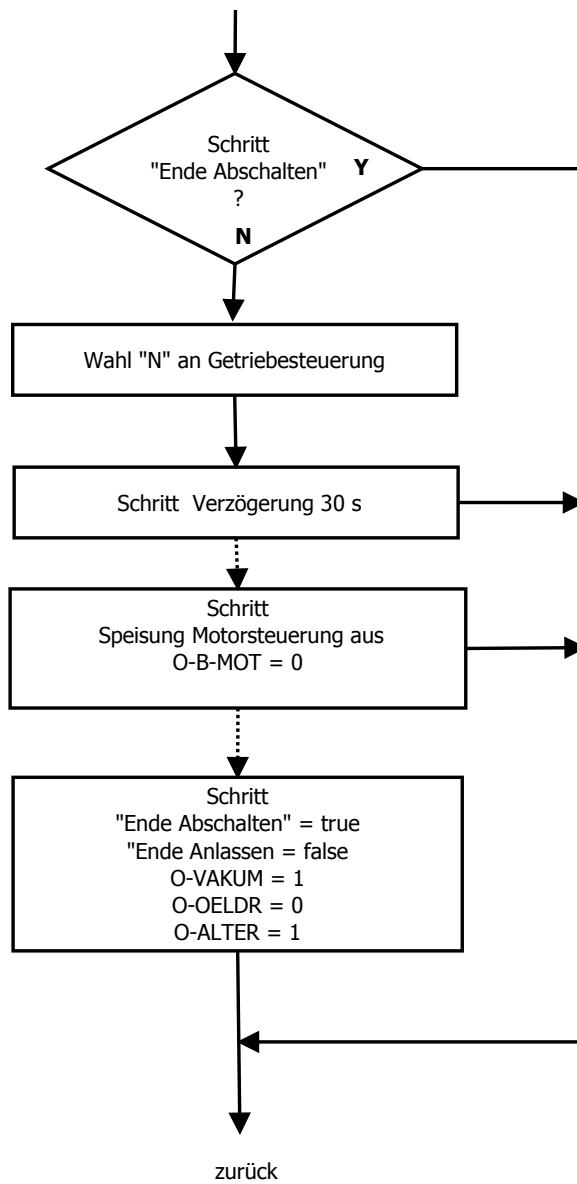 Schritt
"Ende Abschalten" Y
?
N
Wahl "N" an Getriebesteuerung
Schritt Verzögerung 30 s
Schritt
Speisung Motorsteuerung aus
O-B-MOT = 0
Schritt
"Ende Abschalten" = true
"Ende Anlassen = false
O-VAKUM = 1
O-OELDR = 0
O-ALTER = 1
zurück